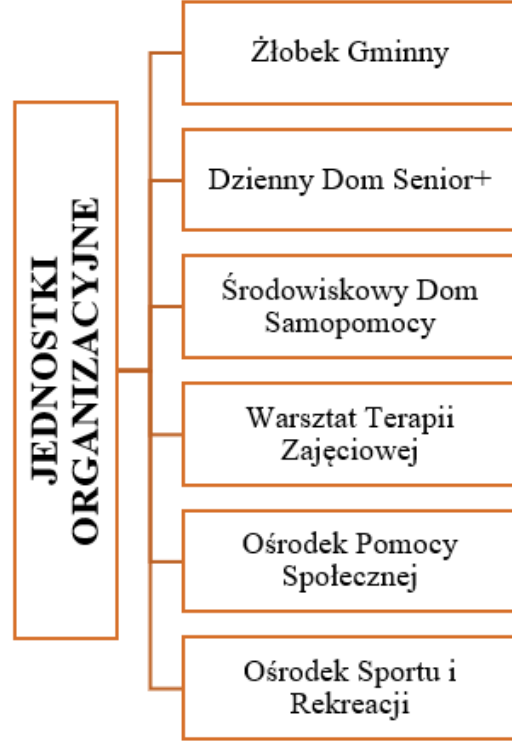 JEDNOSTKI
ORGANIZACYJNE
Żłobek Gminny
Dzienny Dom Senior+
Środowiskowy Dom
Samopomocy
Warsztat Terapii
Zajęciowej
Ośrodek Pomocy
Społecznej
Ośrodek Sportu i
Rekreacji